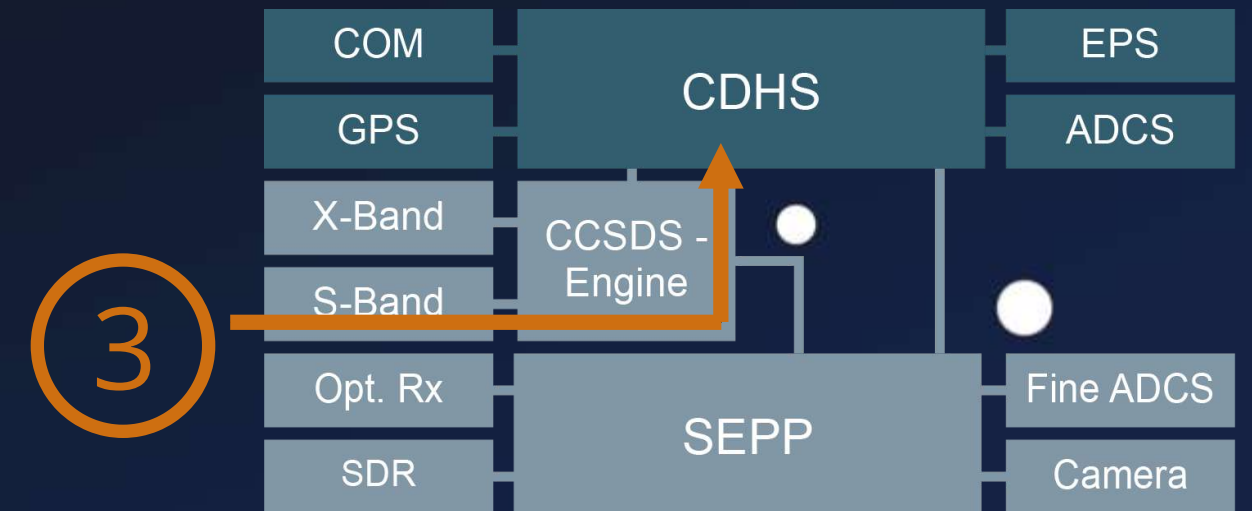 COM
CDHS
EPS
GPS
ADCS
X-Band
CCSDS -
Engine
S-Band
3
Opt. Rx
SEPP
Fine ADCS
SDR
Camera